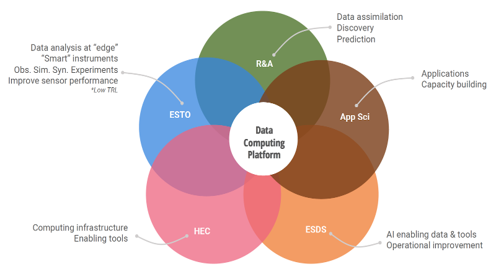 Data assimilation
Discovery
Prediction
R&A
Data analysis at "edge"
"Smart" instruments
Obs. Sim. Syn. Experiments
Improve sensor performance
*Low TRL
ESTO
Applications
Capacity building
App Sci
Data
Computing
Platform
Computing infrastructure
Enabling tools
HEC
ESDS
AI enabling data & tools
Operational improvement